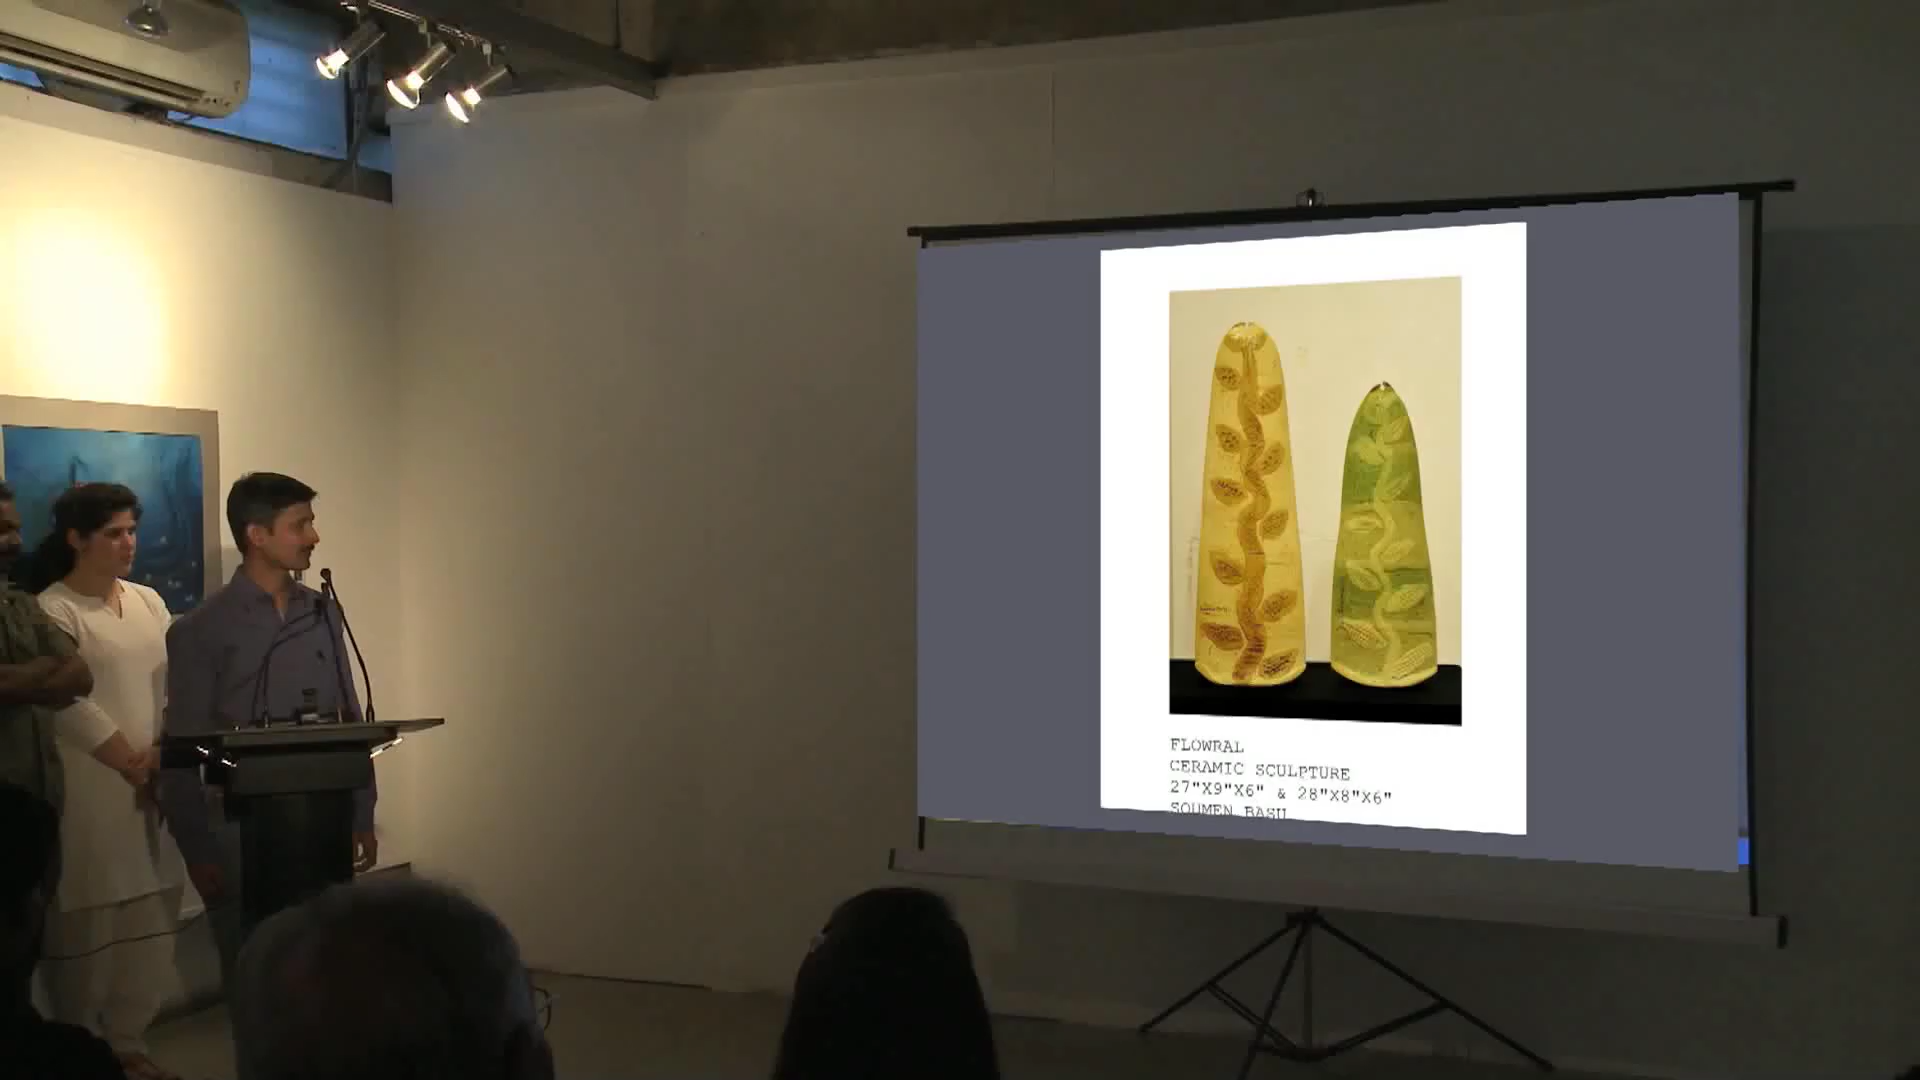 FLOWRAL
CERAMIC SCULPTURE
27"X9"X6" & 28"X8"X6"
SOUMEN BASU